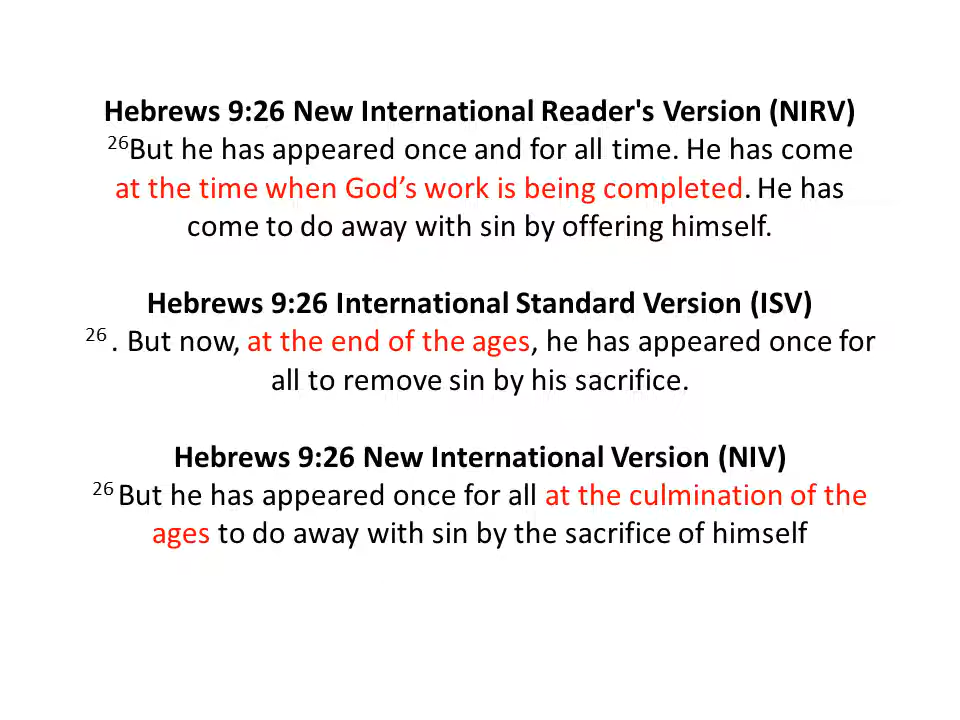 Hebrews 9:26 New International Reader's Version (NIRV)
26But he has appeared once and for all time. He has come
at the time when God’s work is being completed. He has
come to do away with sin by offering himself.
Hebrews 9:26 International Standard Version (ISV)
26 . But now, at the end of the ages, he has appeared once for
all to remove sin by his sacrifice.
Hebrews 9:26 New International Version (NIV)
26 But he has appeared once for all at the culmination of the
ages to do away with sin by the sacrifice of himself